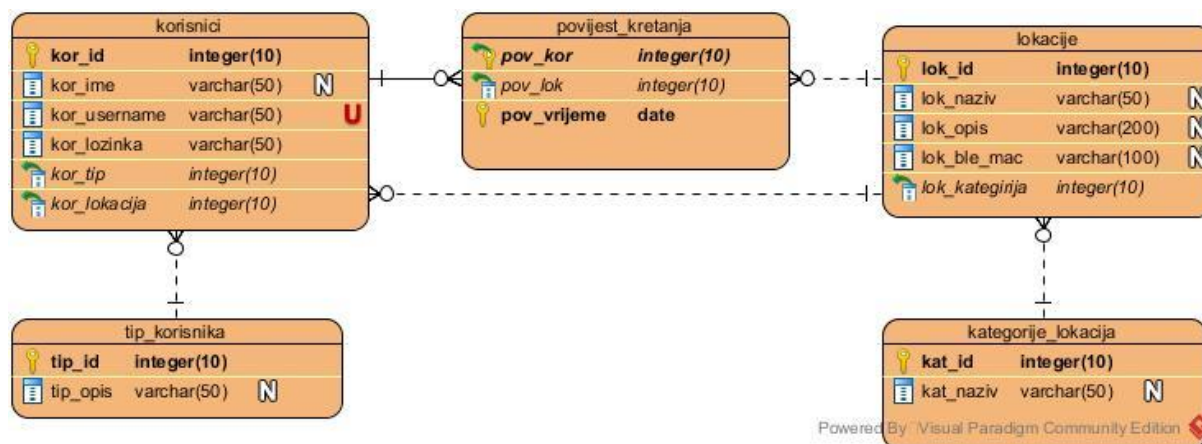 korisnici
kor_id integer(10)
kor_ime varchar(50) N
kor_username varchar(50) U
kor_lozinka varchar(50)
kor_tip integer(10)
kor_lokacija integer(10)
povijest_kretanja
pov_kor integer(10)
pov_lok integer(10)
pov_vrijeme date
lokacije
lok_id integer(10)
lok_naziv varchar(50) N
lok_opis varchar(200) N
lok_ble_mac varchar(100) N
lok_kategirija integer(10)
tip_korisnika
tip_id integer(10)
tip_opis varchar(50) N
kategorije_lokacija
kat_id integer(10)
kat_naziv varchar(50) N
Powered By Visual Paradigm Community Edition